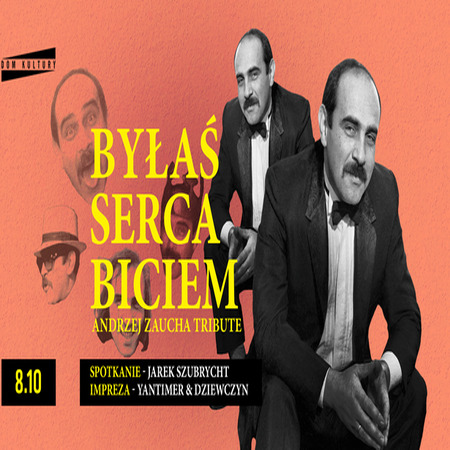 DOM KULTURY
BYŁAŚ
SERCA
BICIEM
ANDRZEJ ZAUCHA TRIBUTE
8.10
SPOTKANIE - JAREK SZUBRYCHT
IMPREZA - YANTIMER & DZIEWCZYN